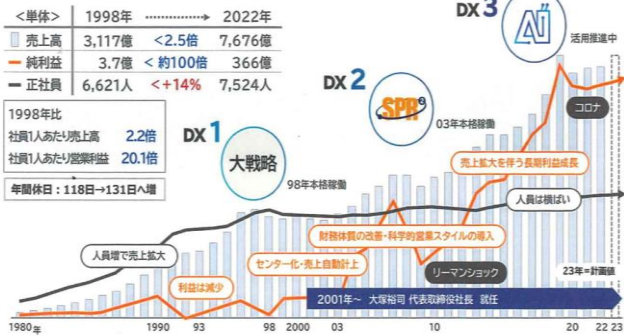 <単体> 1998年 2022年
売上高 3,117億 <2.5倍 7,676億
純利益 3.7億 < 約100倍 366億
正社員 6,621人 <+14% 7,524人
1998年比
社員1人あたり売上高 2.2倍
社員1人あたり営業利益 20.1倍
年間休日:118日→131日へ増
DX 1
大戦略
98年本格稼働
DX 2
SPR²
03年本格稼働
DX 3
AI
活用推進中
コロナ
売上拡大を伴う長期利益成長
人員は横ばい
人員増で売上拡大
財務体質の改善・科学的営業スタイルの導入
センター化・売上自動計上
リーマンショック
利益は減少
23年=計画値
2001年~ 大塚裕司 代表取締役社長 就任
1980年 1990 93 98 2000 03 10 20 22 23